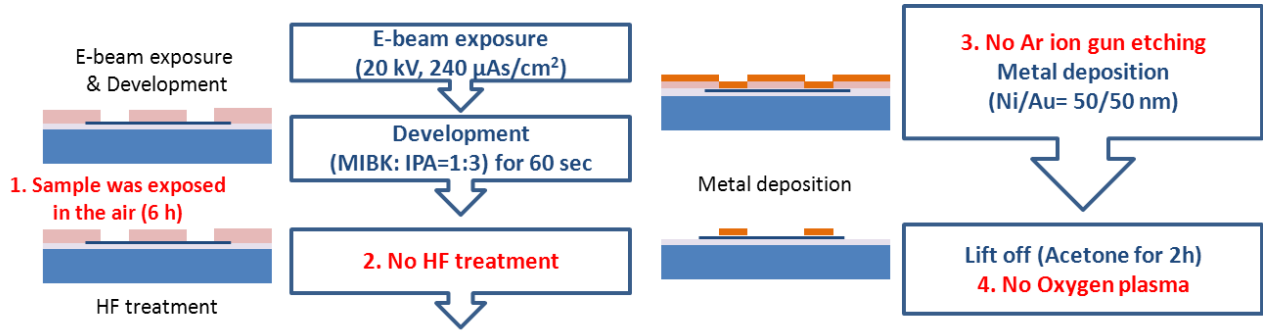 E-beam exposure
& Development
E-beam exposure
(20 kV, 240 µAs/cm²)
Development
(MIBK: IPA=1:3) for 60 sec
1. Sample was exposed
in the air (6 h)
2. No HF treatment
HF treatment
3. No Ar ion gun etching
Metal deposition
(Ni/Au= 50/50 nm)
Metal deposition
Lift off (Acetone for 2h)
4. No Oxygen plasma